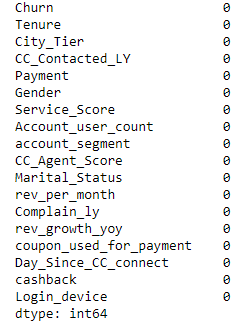 Churn 0
Tenure 0
City_Tier 0
CC_Contacted_LY 0
Payment 0
Gender 0
Service_Score 0
Account_user_count 0
account_segment 0
CC_Agent_Score 0
Marital_Status 0
rev_per_month 0
Complain_ly 0
rev_growth_yoy 0
coupon_used_for_payment 0
Day_Since_CC_connect 0
cashback 0
Login_device 0
dtype: int64